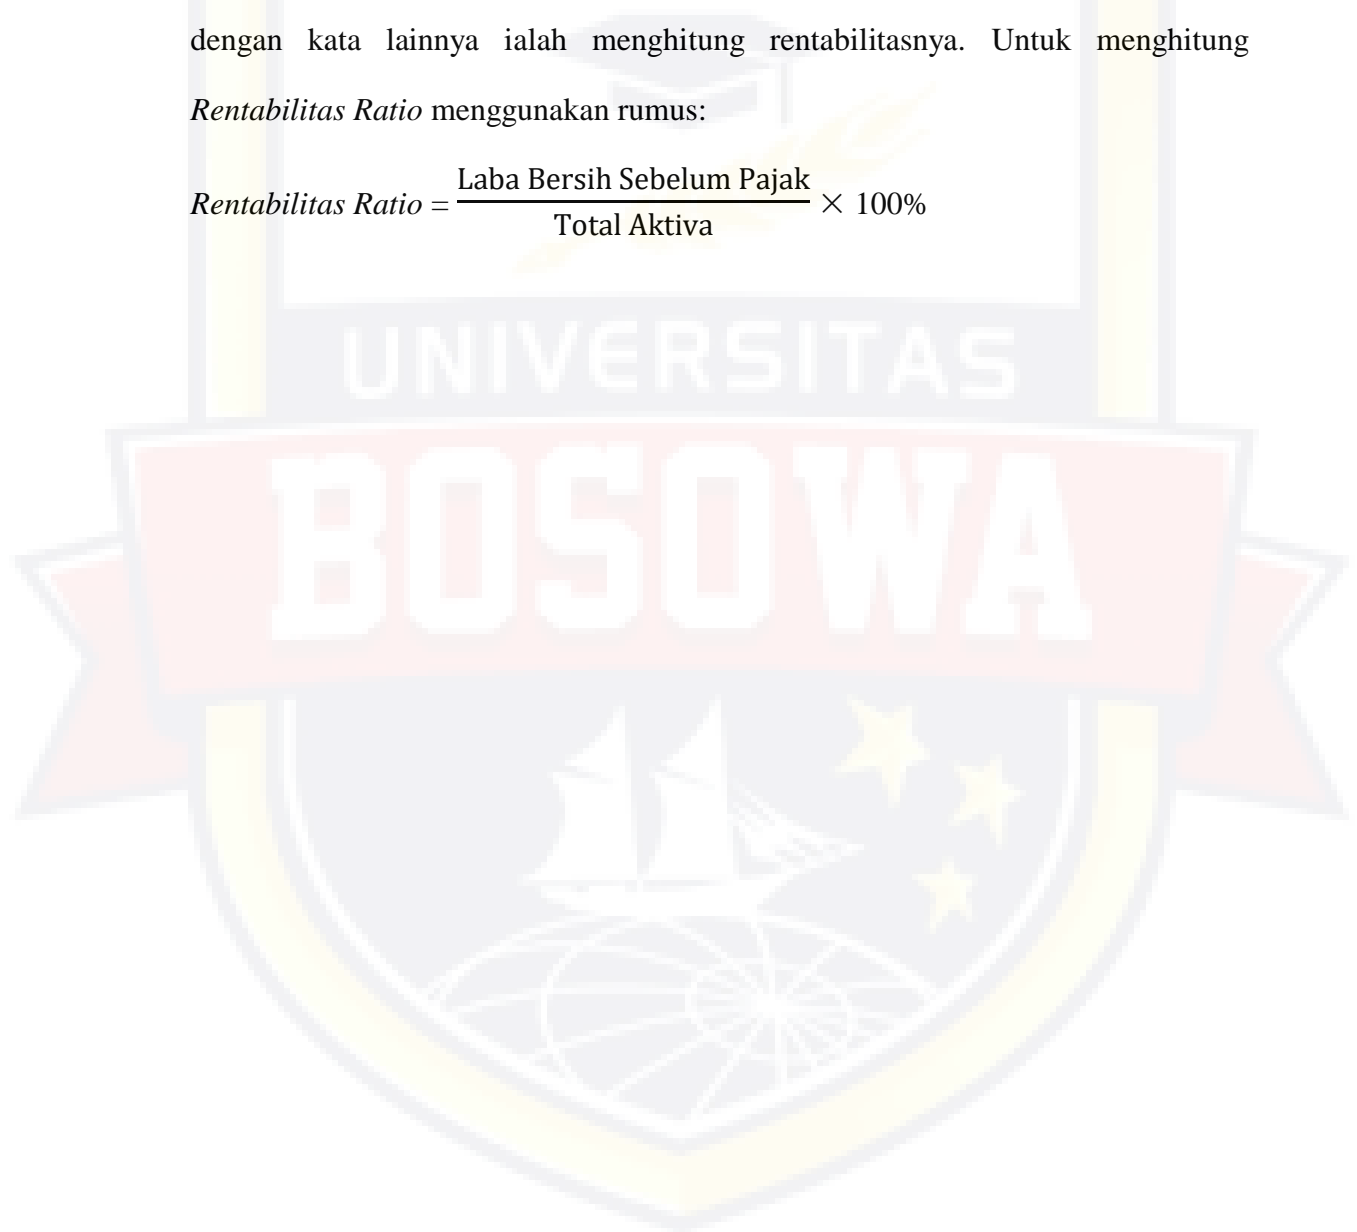 dengan kata lainnya ialah menghitung rentabilitasnya. Untuk menghitung
Rentabilitas Ratio menggunakan rumus:
Rentabilitas Ratio = Laba Bersih Sebelum Pajak / Total Aktiva × 100%
UNIVERSITAS
BOSOWA